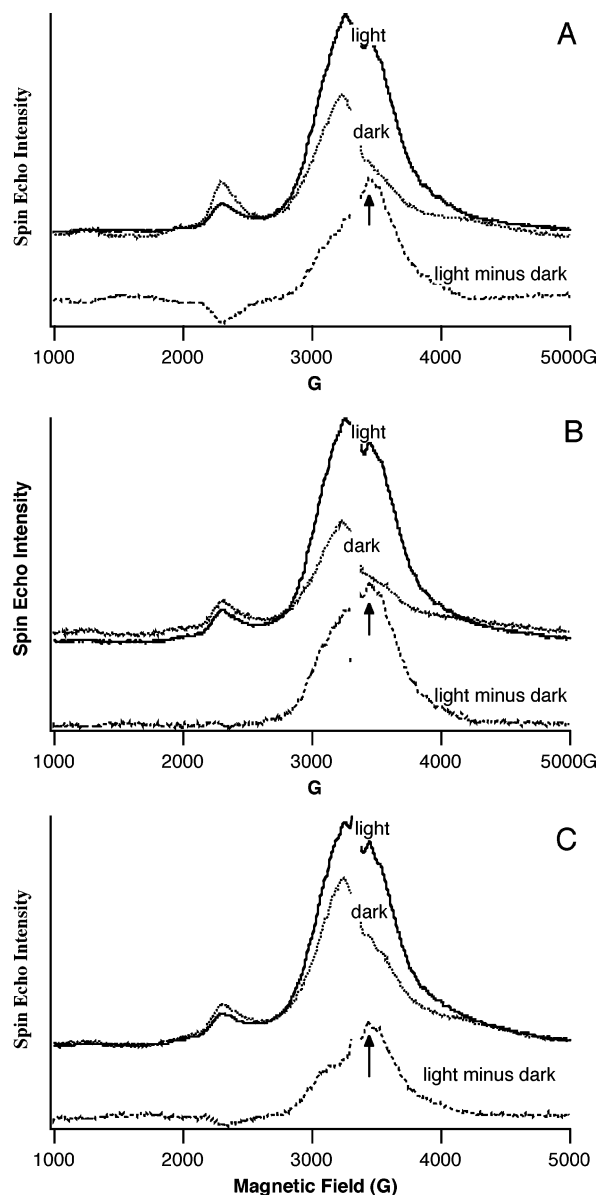 A
light
dark
light minus dark
Spin Echo Intensity
1000 2000 3000 4000 5000G
G
B
light
dark
light minus dark
Spin Echo Intensity
1000 2000 3000 4000 5000G
G
C
light
dark
light minus dark
Spin Echo Intensity
1000 2000 3000 4000 5000
Magnetic Field (G)